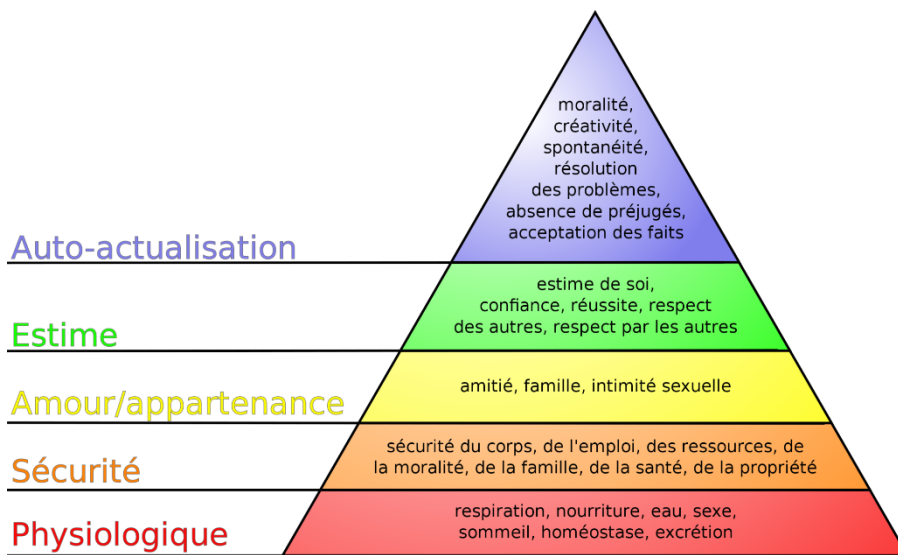 moralité,
créativité,
spontanéité,
résolution
des problèmes,
absence de préjugés,
acceptation des faits
Auto-actualisation
estime de soi,
confiance, réussite, respect
des autres, respect par les autres
Estime
amitié, famille, intimité sexuelle
Amour/appartenance
sécurité du corps, de l'emploi, des ressources, de
la moralité, de la famille, de la santé, de la propriété
Sécurité
respiration, nourriture, eau, sexe,
sommeil, homéostase, excrétion
Physiologique